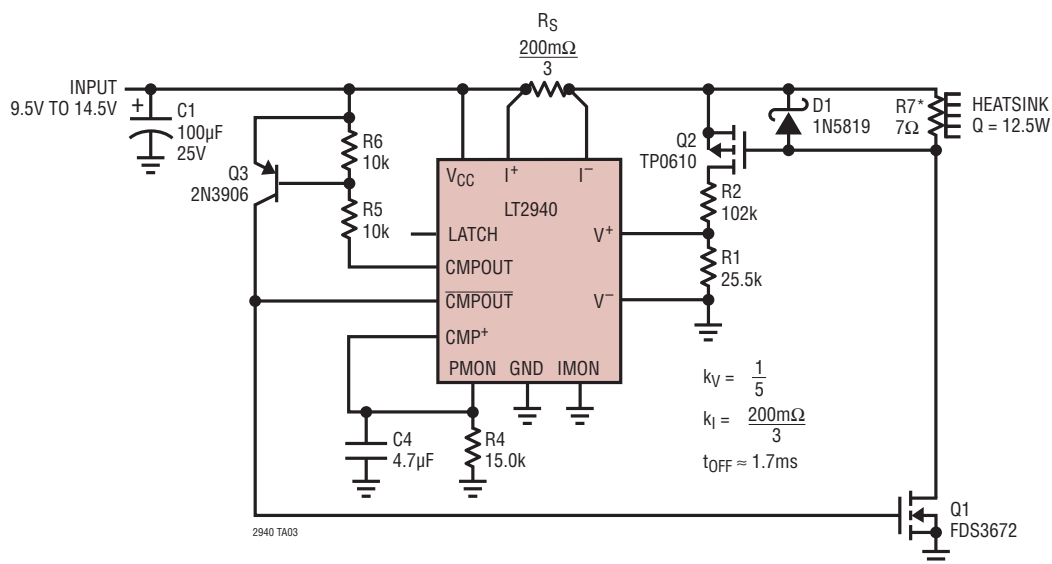 RS
200mΩ
3
INPUT
9.5V TO 14.5V
+
C1
100µF
25V
R6
10k
Q3
2N3906
R5
10k
VCC
I+
I−
LT2940
LATCH
V+
CMPOUT
C̅M̅P̅O̅U̅T̅
V−
CMP+
PMON
GND
IMON
Q2
TP0610
D1
1N5819
R7*
7Ω
HEATSINK
Q = 12.5W
R2
102k
R1
25.5k
C4
4.7µF
R4
15.0k
kV = 1
5
kI = 200mΩ
3
tOFF ≈ 1.7ms
Q1
FDS3672
2940 TA03